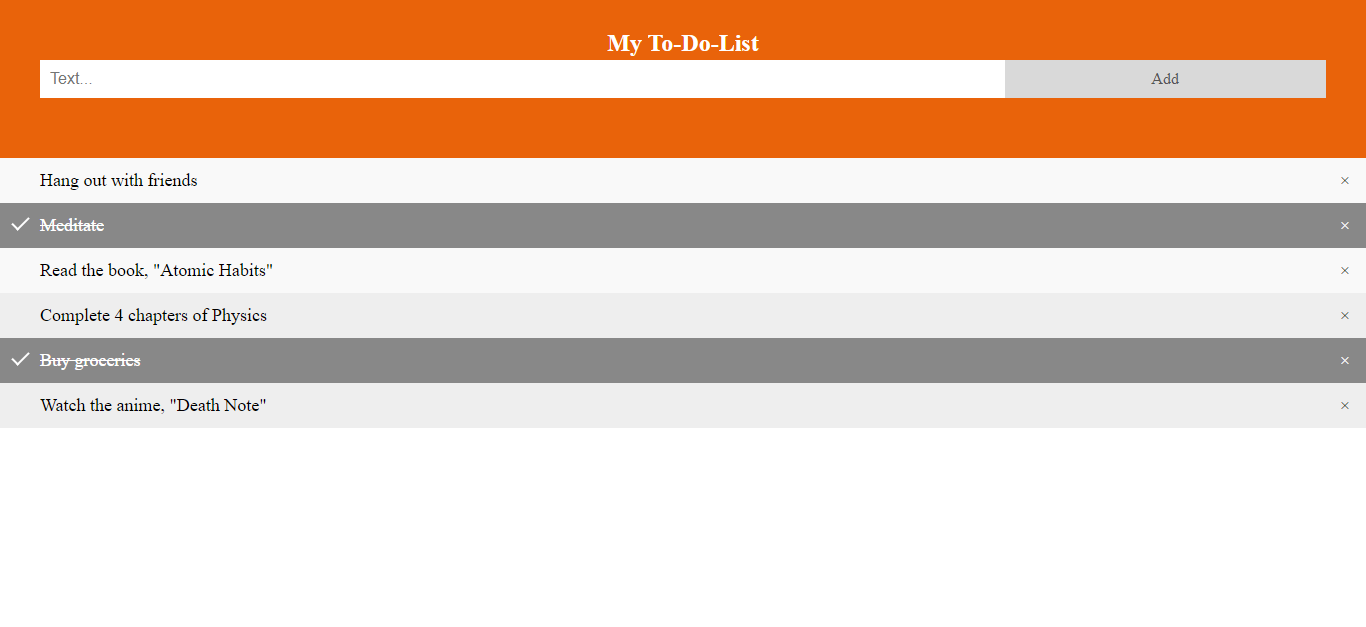 My To-Do-List
Text...
Add
Hang out with friends ×
Meditate ×
Read the book, "Atomic Habits" ×
Complete 4 chapters of Physics ×
Buy groceries ×
Watch the anime, "Death Note" ×